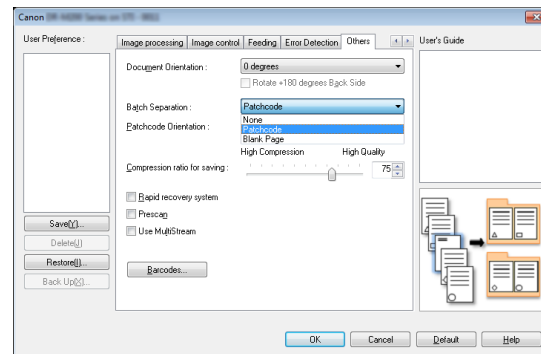 Canon
User Preference :
Image processing Image control Feeding Error Detection Others
User's Guide
Document Orientation : 0 degrees
Rotate +180 degrees Back Side
Batch Separation : Patchcode
None
Patchcode Orientation : Patchcode
Blank Page
High Compression High Quality
Compression ratio for saving : 75
Rapid recovery system
Prescan
Use MultiStream
Save(Y)...
Delete(J)
Restore(I)...
Back Up(X)...
Barcodes...
OK Cancel Default Help